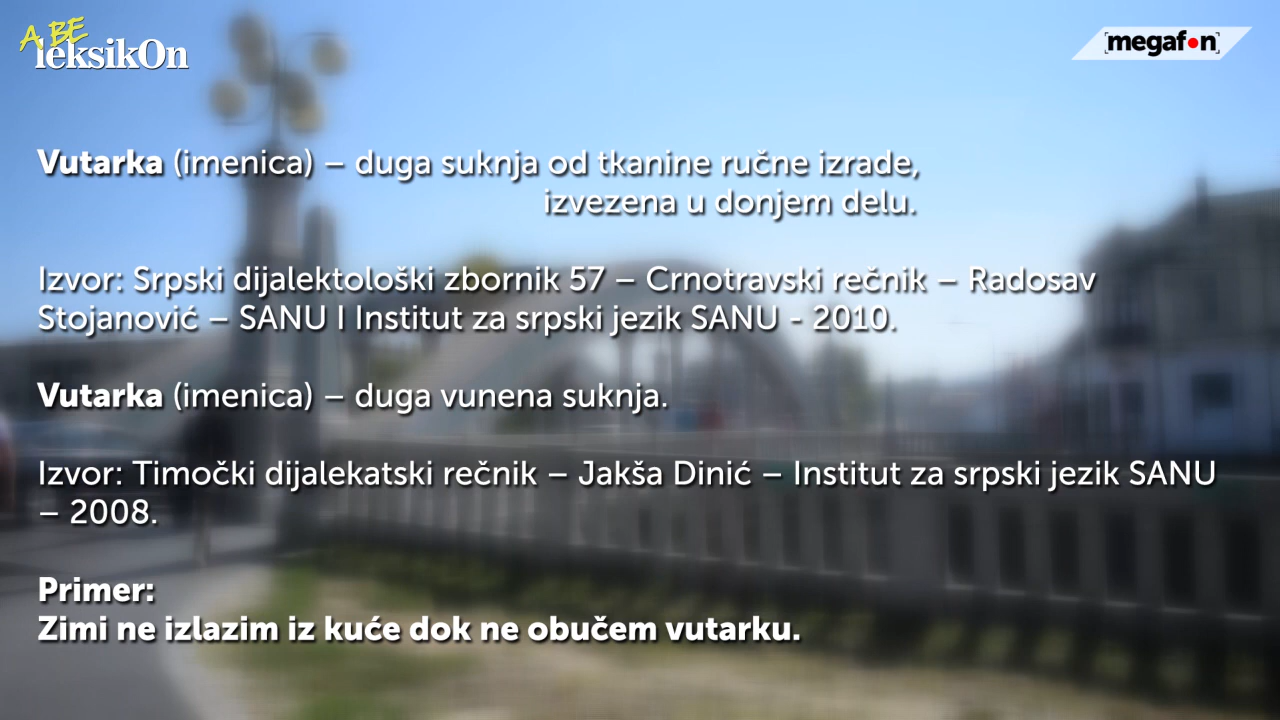 A BE
leksikOn
[megafon]
Vutarka (imenica) – duga suknja od tkanine ručne izrade,
izvezena u donjem delu.
Izvor: Srpski dijalektološki zbornik 57 – Crnotravski rečnik – Radosav
Stojanović – SANU I Institut za srpski jezik SANU - 2010.
Vutarka (imenica) – duga vunena suknja.
Izvor: Timočki dijalekatski rečnik – Jakša Dinić – Institut za srpski jezik SANU
– 2008.
Primer:
Zimi ne izlazim iz kuće dok ne obučem vutarku.